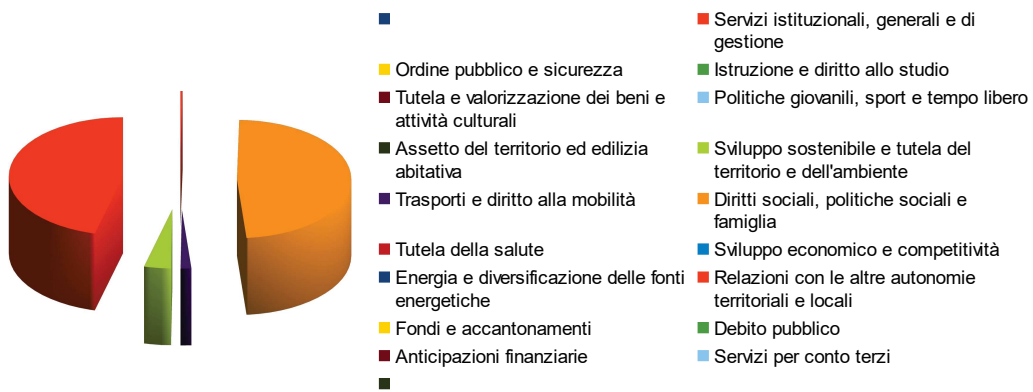 Servizi istituzionali, generali e di
gestione
Ordine pubblico e sicurezza
Istruzione e diritto allo studio
Tutela e valorizzazione dei beni e
attività culturali
Politiche giovanili, sport e tempo libero
Assetto del territorio ed edilizia
abitativa
Sviluppo sostenibile e tutela del
territorio e dell'ambiente
Trasporti e diritto alla mobilità
Diritti sociali, politiche sociali e
famiglia
Tutela della salute
Sviluppo economico e competitività
Energia e diversificazione delle fonti
energetiche
Relazioni con le altre autonomie
territoriali e locali
Fondi e accantonamenti
Debito pubblico
Anticipazioni finanziarie
Servizi per conto terzi